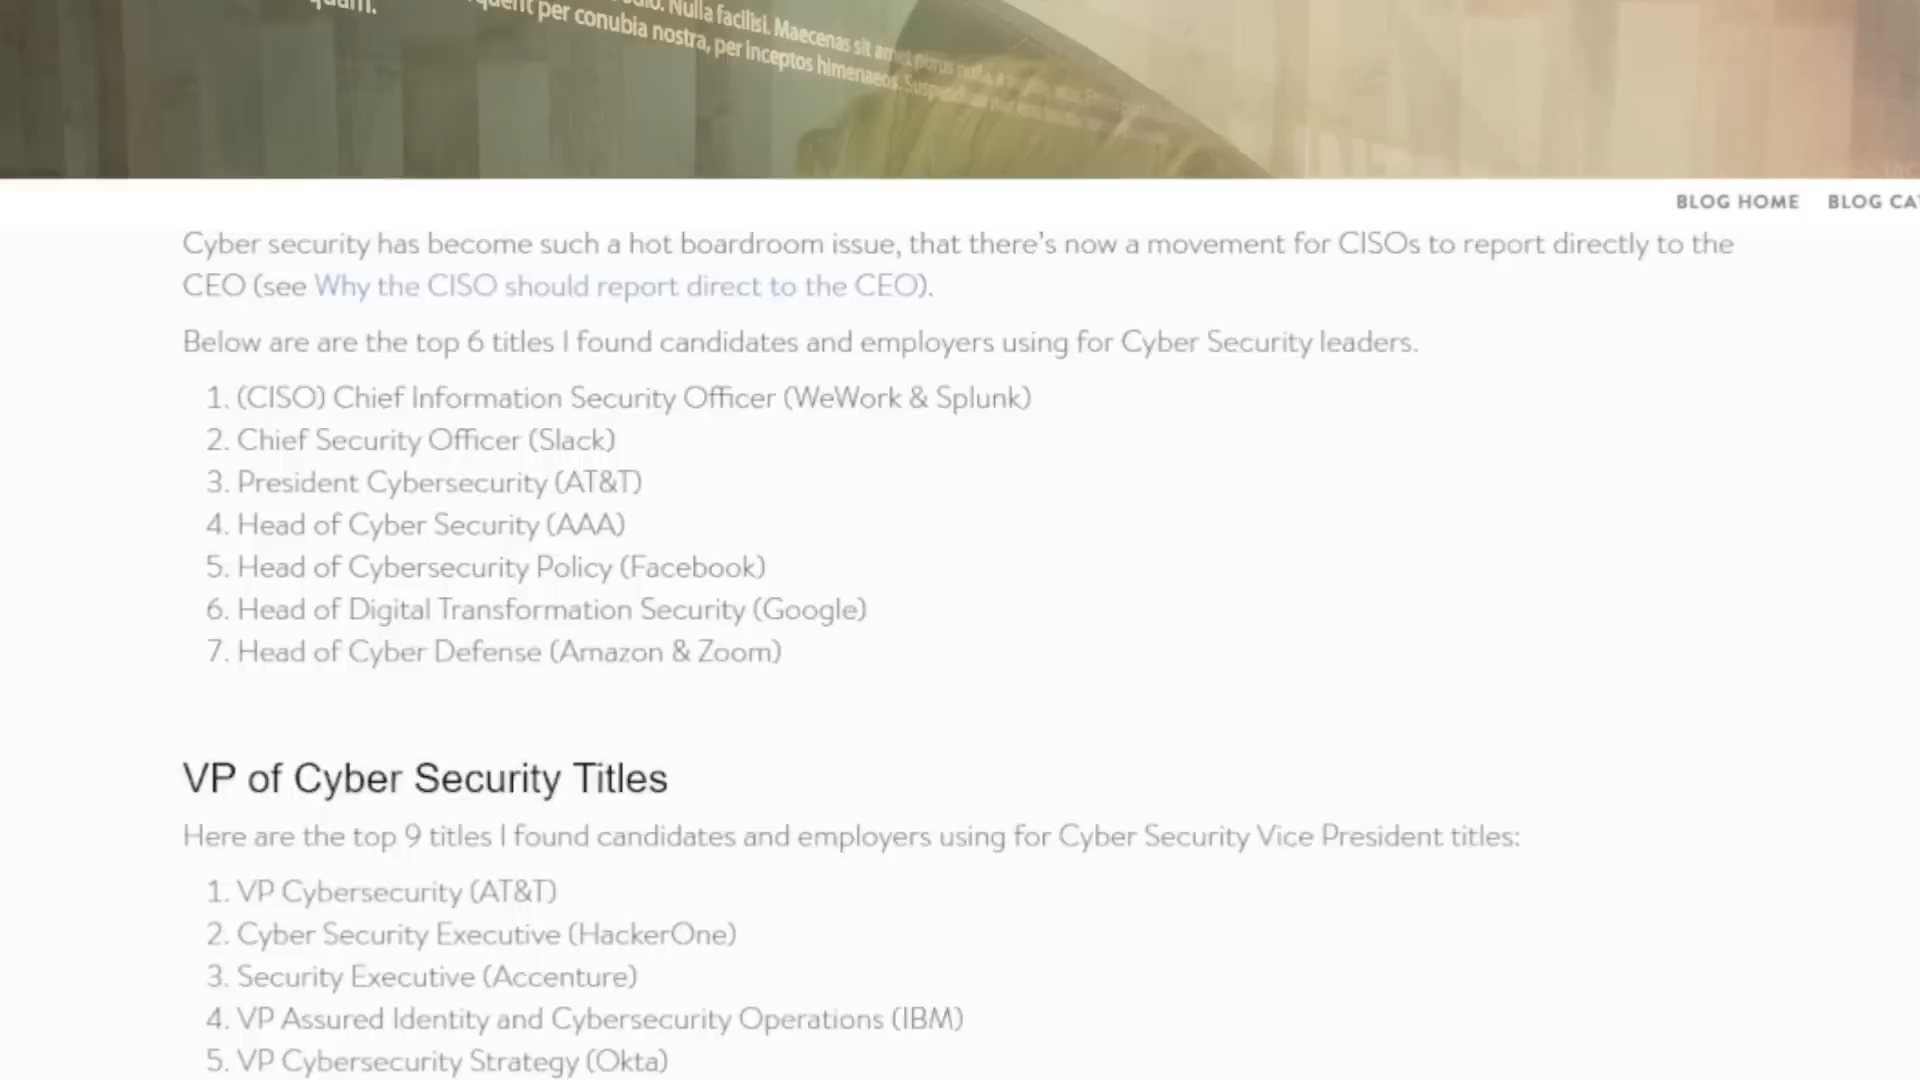 Nulla facilisi. Maecenas sit amet purus nulla,
per conubia nostra, per inceptos himenaeos.
BLOG HOME BLOG CA
Cyber security has become such a hot boardroom issue, that there's now a movement for CISOs to report directly to the
CEO (see Why the CISO should report direct to the CEO).
Below are are the top 6 titles I found candidates and employers using for Cyber Security leaders.
1. (CISO) Chief Information Security Officer (WeWork & Splunk)
2. Chief Security Officer (Slack)
3. President Cybersecurity (AT&T)
4. Head of Cyber Security (AAA)
5. Head of Cybersecurity Policy (Facebook)
6. Head of Digital Transformation Security (Google)
7. Head of Cyber Defense (Amazon & Zoom)
VP of Cyber Security Titles
Here are the top 9 titles I found candidates and employers using for Cyber Security Vice President titles:
1. VP Cybersecurity (AT&T)
2. Cyber Security Executive (HackerOne)
3. Security Executive (Accenture)
4. VP Assured Identity and Cybersecurity Operations (IBM)
5. VP Cybersecurity Strategy (Okta)